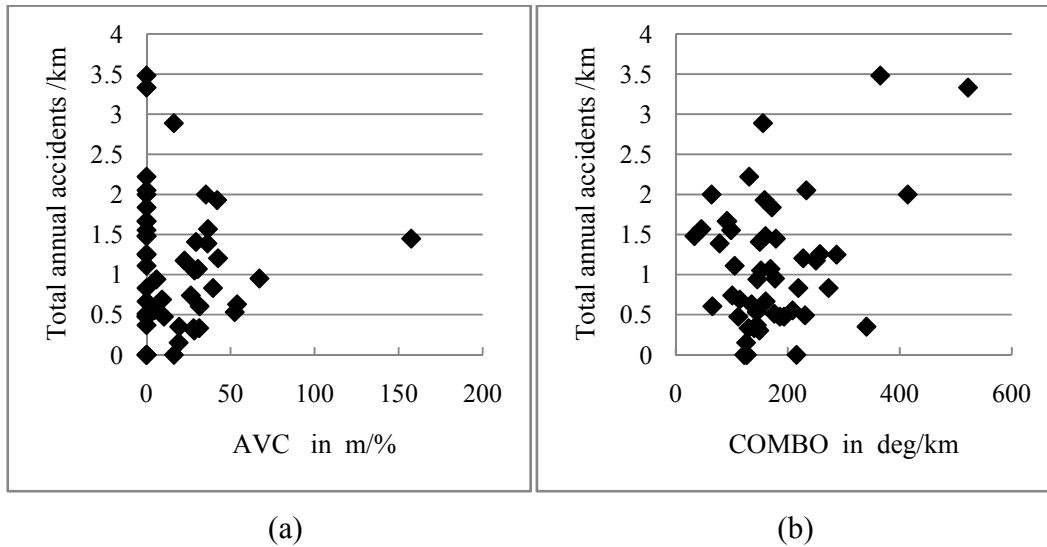 Total annual accidents /km
4
3.5
3
2.5
2
1.5
1
0.5
0
0 50 100 150 200
AVC in m/%
(a)
Total annual accidents /km
4
3.5
3
2.5
2
1.5
1
0.5
0
0 200 400 600
COMBO in deg/km
(b)